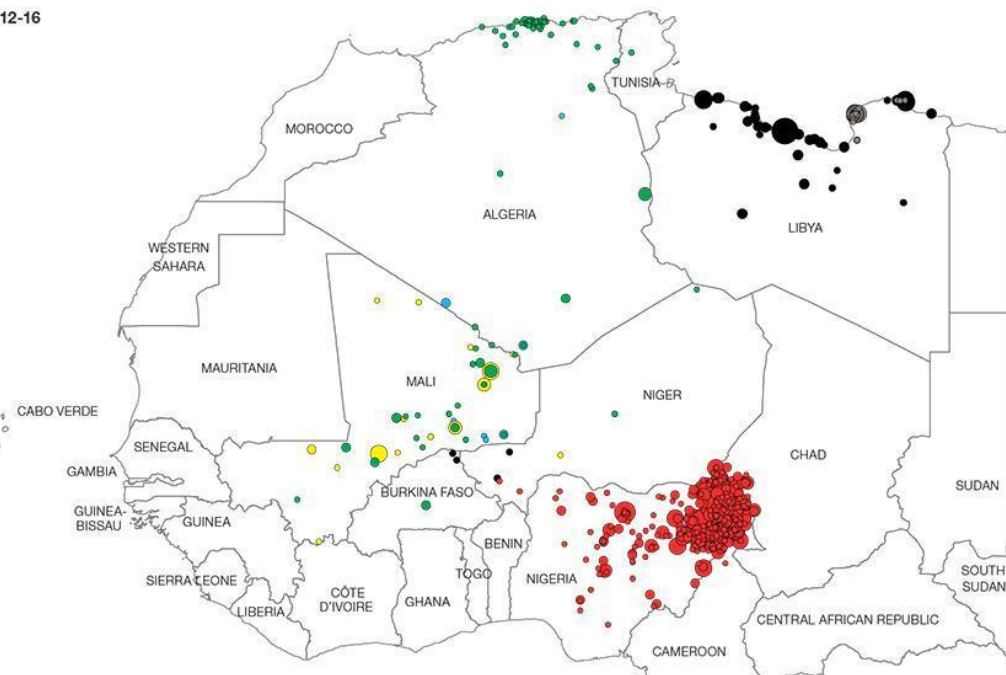 12-16
TUNISIA
MOROCCO
ALGERIA
LIBYA
WESTERN
SAHARA
MAURITANIA
MALI
NIGER
CABO VERDE
SENEGAL
CHAD
GAMBIA
SUDAN
BURKINA FASO
GUINEA-
BISSAU
GUINEA
BENIN
SOUTH
SUDAN
SIERRA LEONE
TOGO
NIGERIA
CÔTE
D'IVOIRE
GHANA
LIBERIA
CENTRAL AFRICAN REPUBLIC
CAMEROON